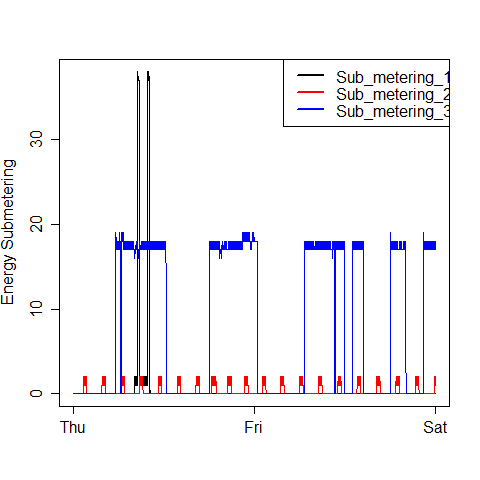 Sub_metering_1
Sub_metering_2
Sub_metering_3
Energy Submetering
30
20
10
0
Thu Fri Sat